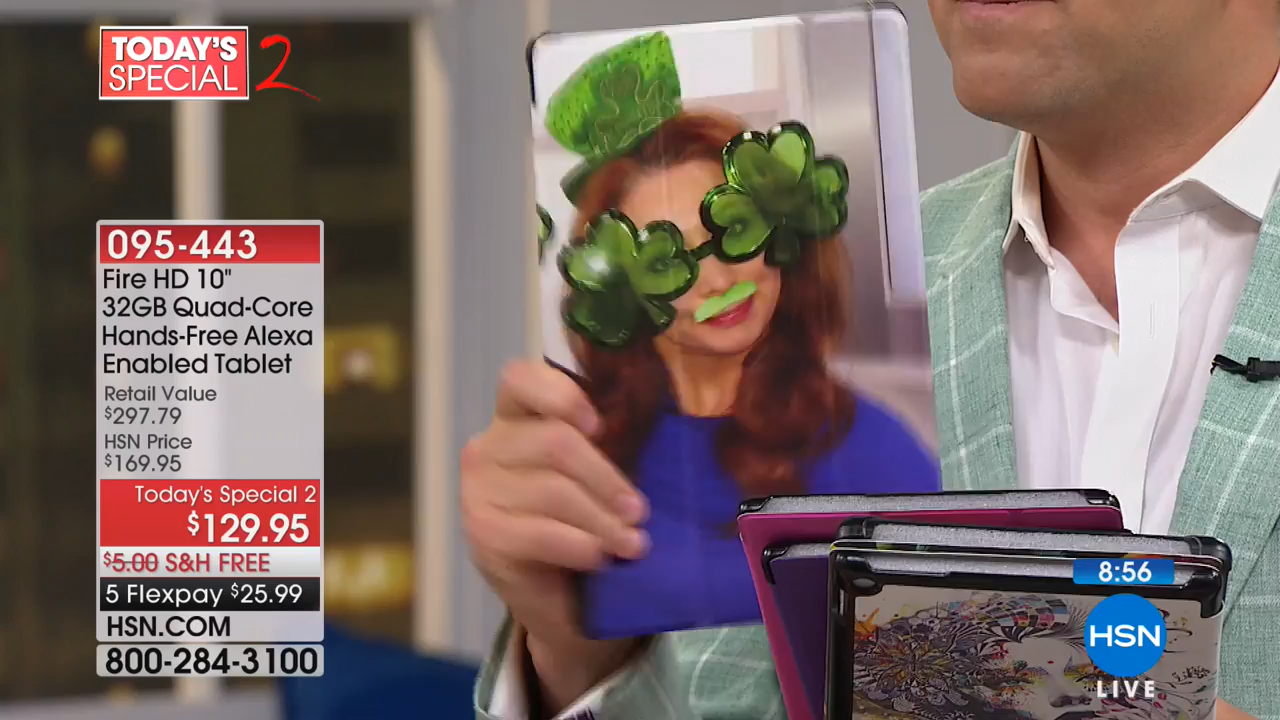 TODAY'S
SPECIAL 2
095-443
Fire HD 10"
32GB Quad-Core
Hands-Free Alexa
Enabled Tablet
Retail Value
$297.79
HSN Price
$169.95
Today's Special 2
$129.95
$5.00 S&H FREE
5 Flexpay $25.99
HSN.COM
800-284-3100
8:56
HSN
LIVE